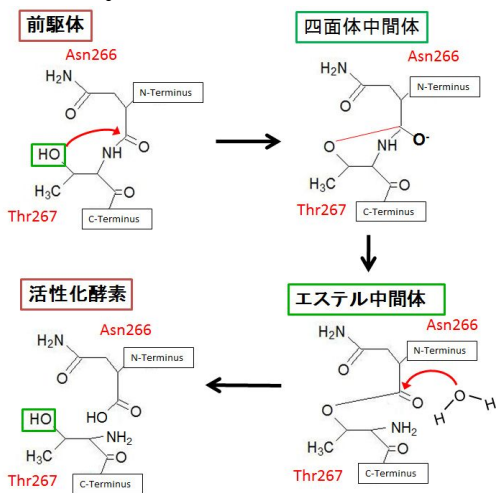 前駆体
Asn266
H₂N
N-Terminus
O
HO
NH
O
H₃C
O
Thr267
C-Terminus
四面体中間体
Asn266
H₂N
N-Terminus
O
NH
O⁻
O
H₃C
O
Thr267
C-Terminus
活性化酵素
Asn266
H₂N
N-Terminus
O
HO
O
HO
NH₂
H₃C
O
Thr267
C-Terminus
エステル中間体
Asn266
H₂N
N-Terminus
O
O
O
H
H
O
NH₂
H₃C
O
Thr267
C-Terminus